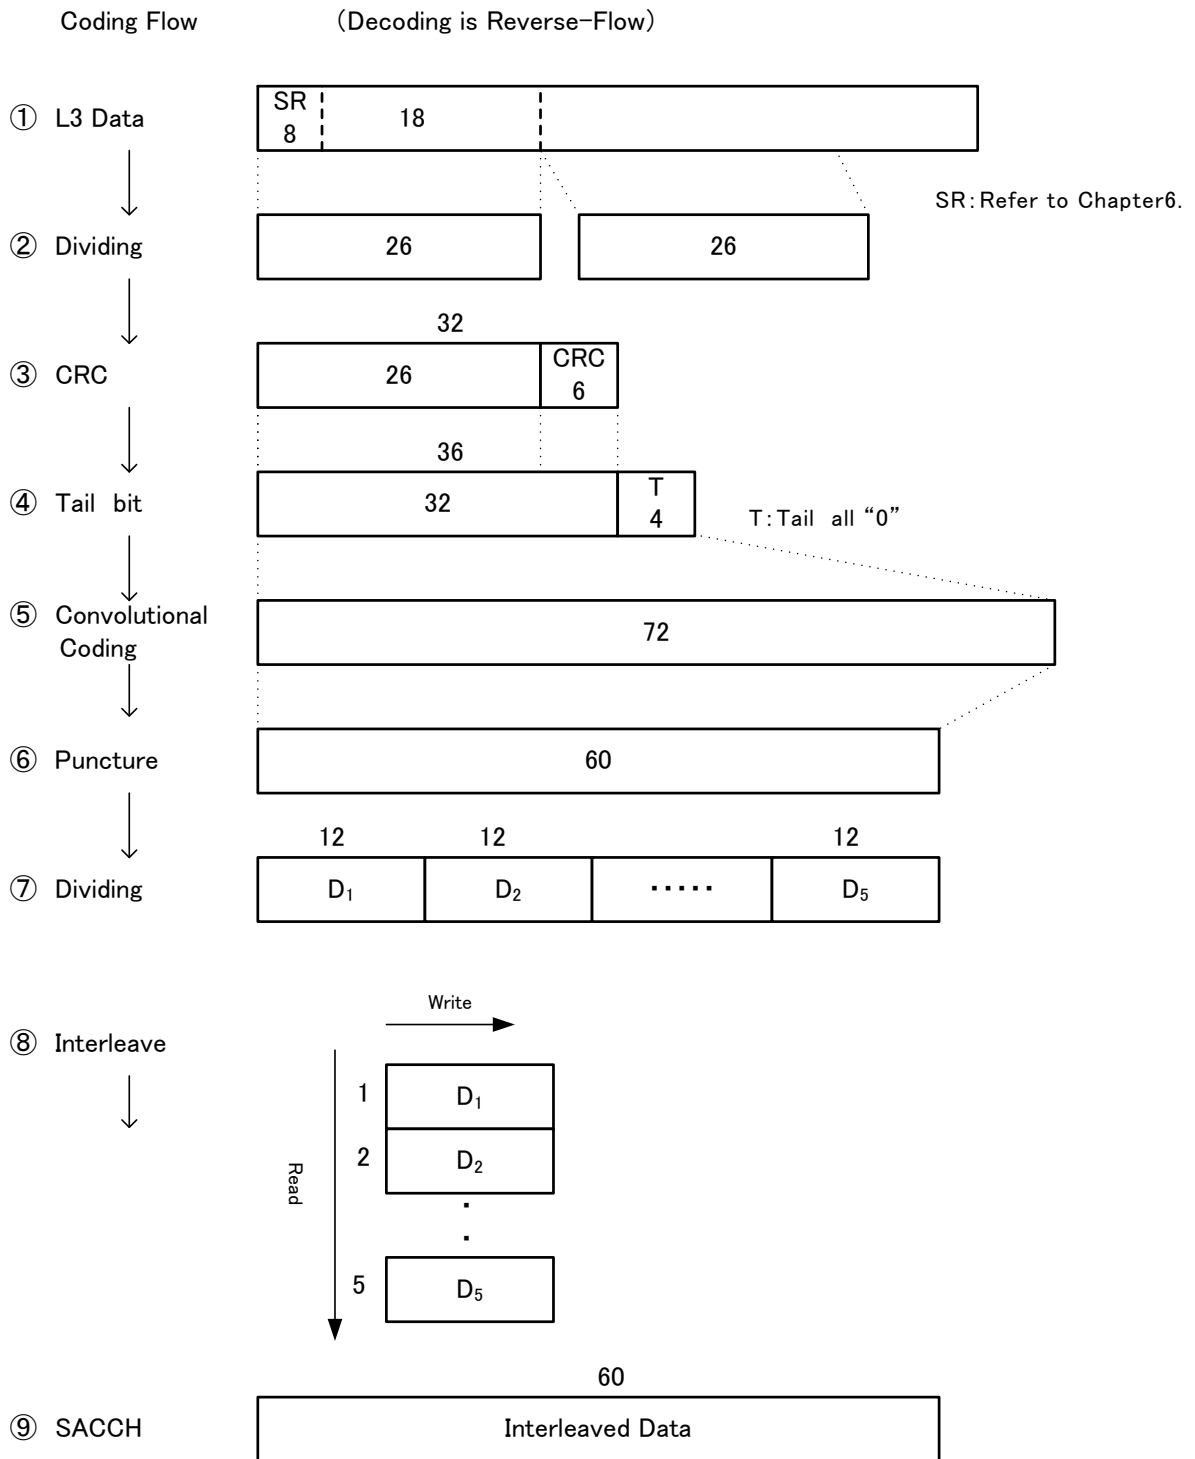 Coding Flow (Decoding is Reverse-Flow)
① L3 Data
SR
8
18
SR:Refer to Chapter6.
② Dividing
26
26
32
③ CRC
26
CRC
6
36
④ Tail bit
32
T
4
T:Tail all “0”
⑤ Convolutional
Coding
72
⑥ Puncture
60
12 12 12
⑦ Dividing
D₁ D₂ ・・・・・ D₅
Write
⑧ Interleave
Read
1 D₁
2 D₂
・
・
5 D₅
60
⑨ SACCH
Interleaved Data